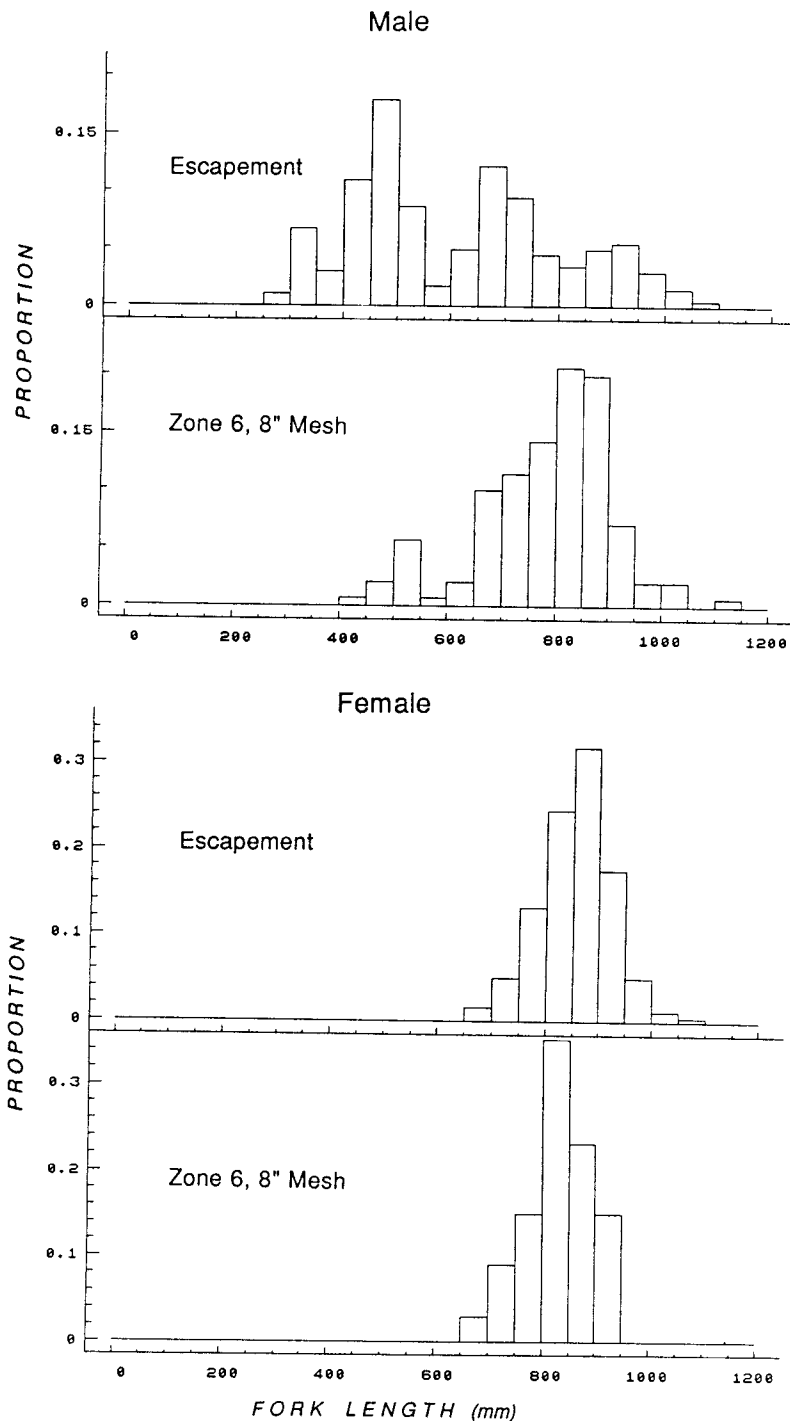 Male
0.15
Escapement
0
PROPORTION
0.15
Zone 6, 8" Mesh
0
0 200 400 600 800 1000 1200
Female
0.3
Escapement
0.2
0.1
0
PROPORTION
0.3
0.2
Zone 6, 8" Mesh
0.1
0
0 200 400 600 800 1000 1200
FORK LENGTH (mm)